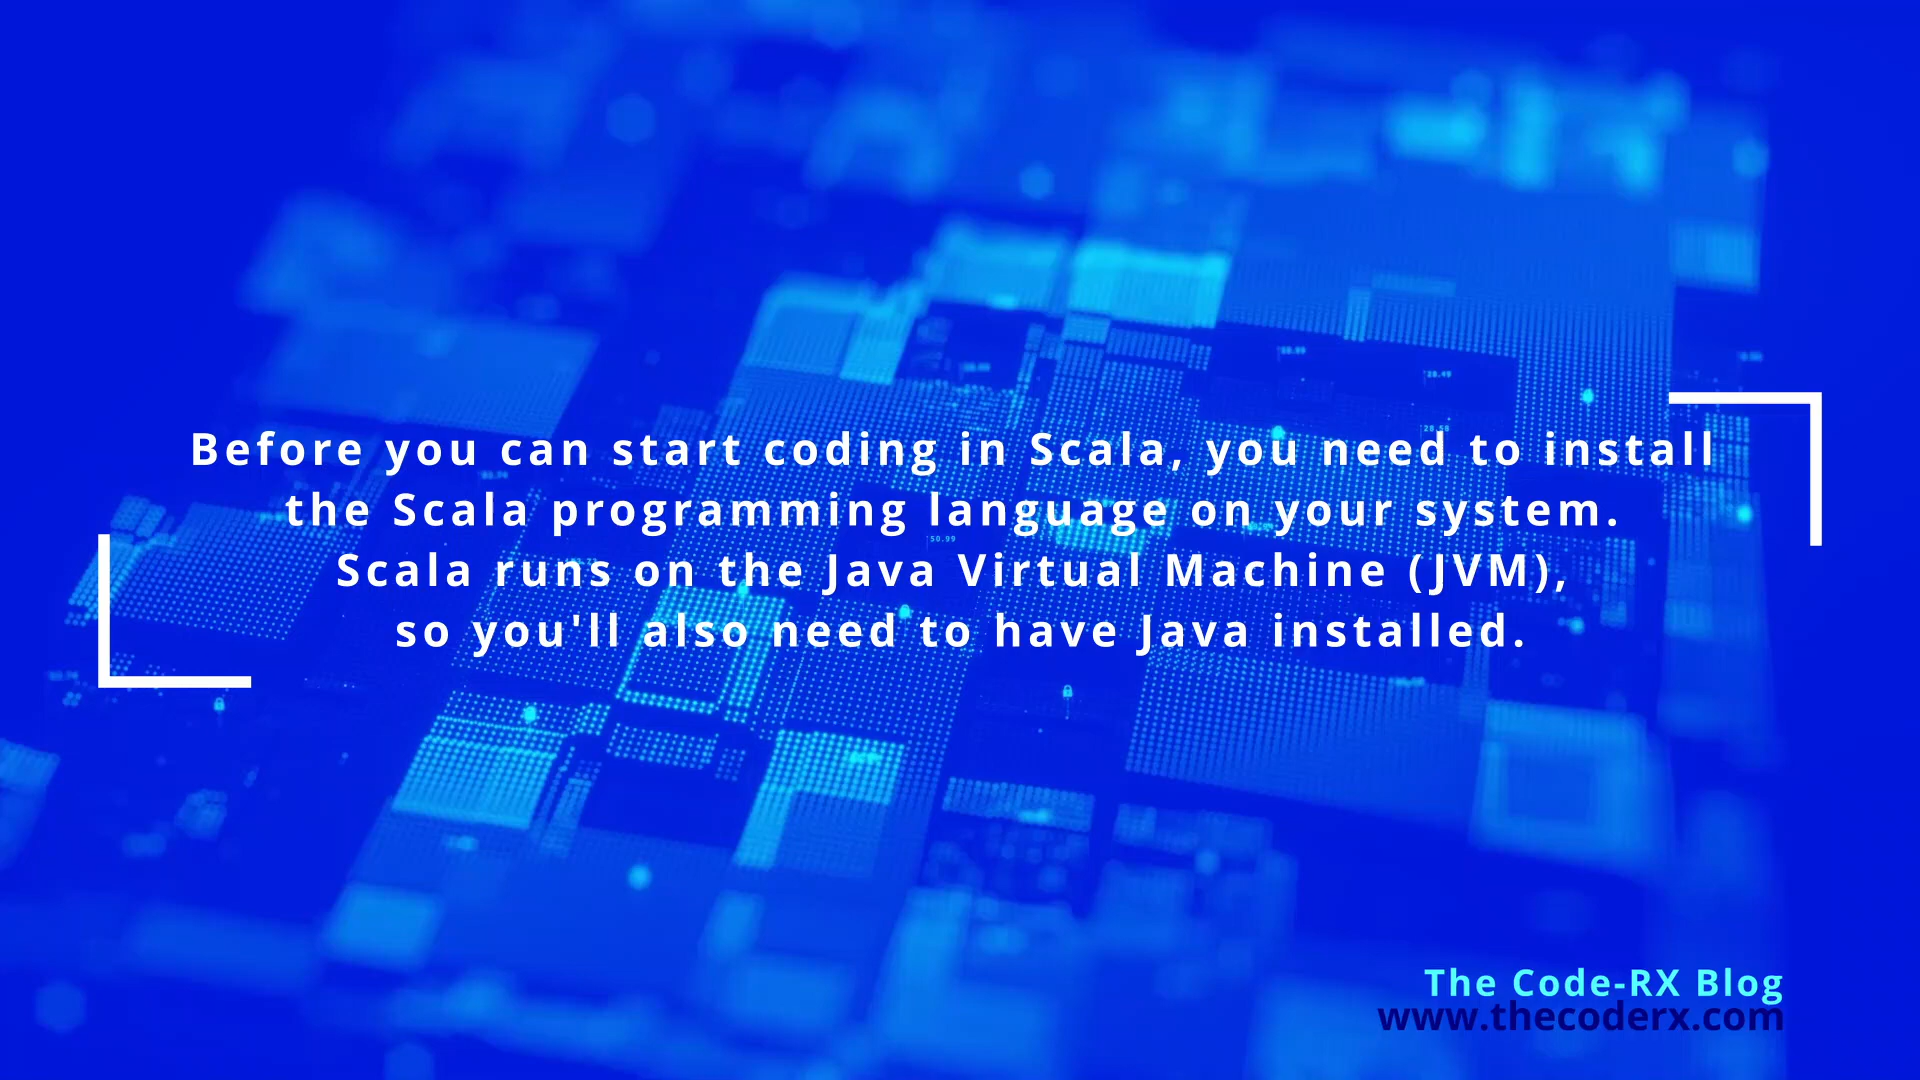 Before you can start coding in Scala, you need to install
the Scala programming language on your system.
Scala runs on the Java Virtual Machine (JVM),
so you'll also need to have Java installed.
The Code-RX Blog
www.thecoderx.com